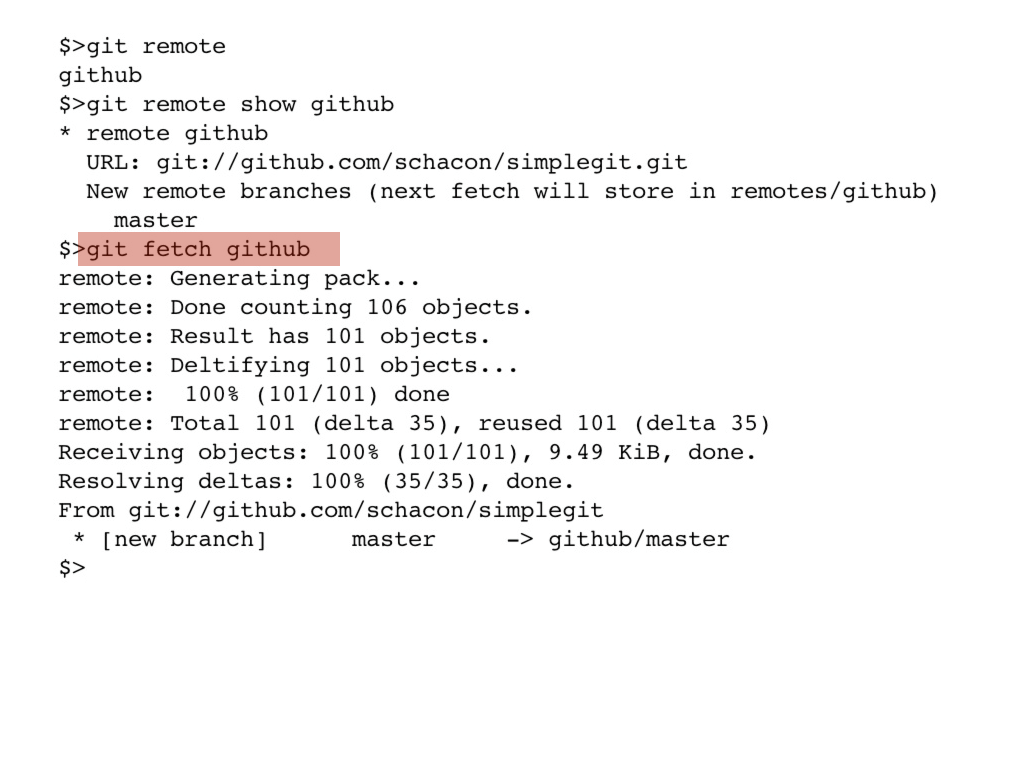 $>git remote
github
$>git remote show github
* remote github
  URL: git://github.com/schacon/simplegit.git
  New remote branches (next fetch will store in remotes/github)
    master
$>git fetch github
remote: Generating pack...
remote: Done counting 106 objects.
remote: Result has 101 objects.
remote: Deltifying 101 objects...
remote:  100% (101/101) done
remote: Total 101 (delta 35), reused 101 (delta 35)
Receiving objects: 100% (101/101), 9.49 KiB, done.
Resolving deltas: 100% (35/35), done.
From git://github.com/schacon/simplegit
 * [new branch]      master     -> github/master
$>